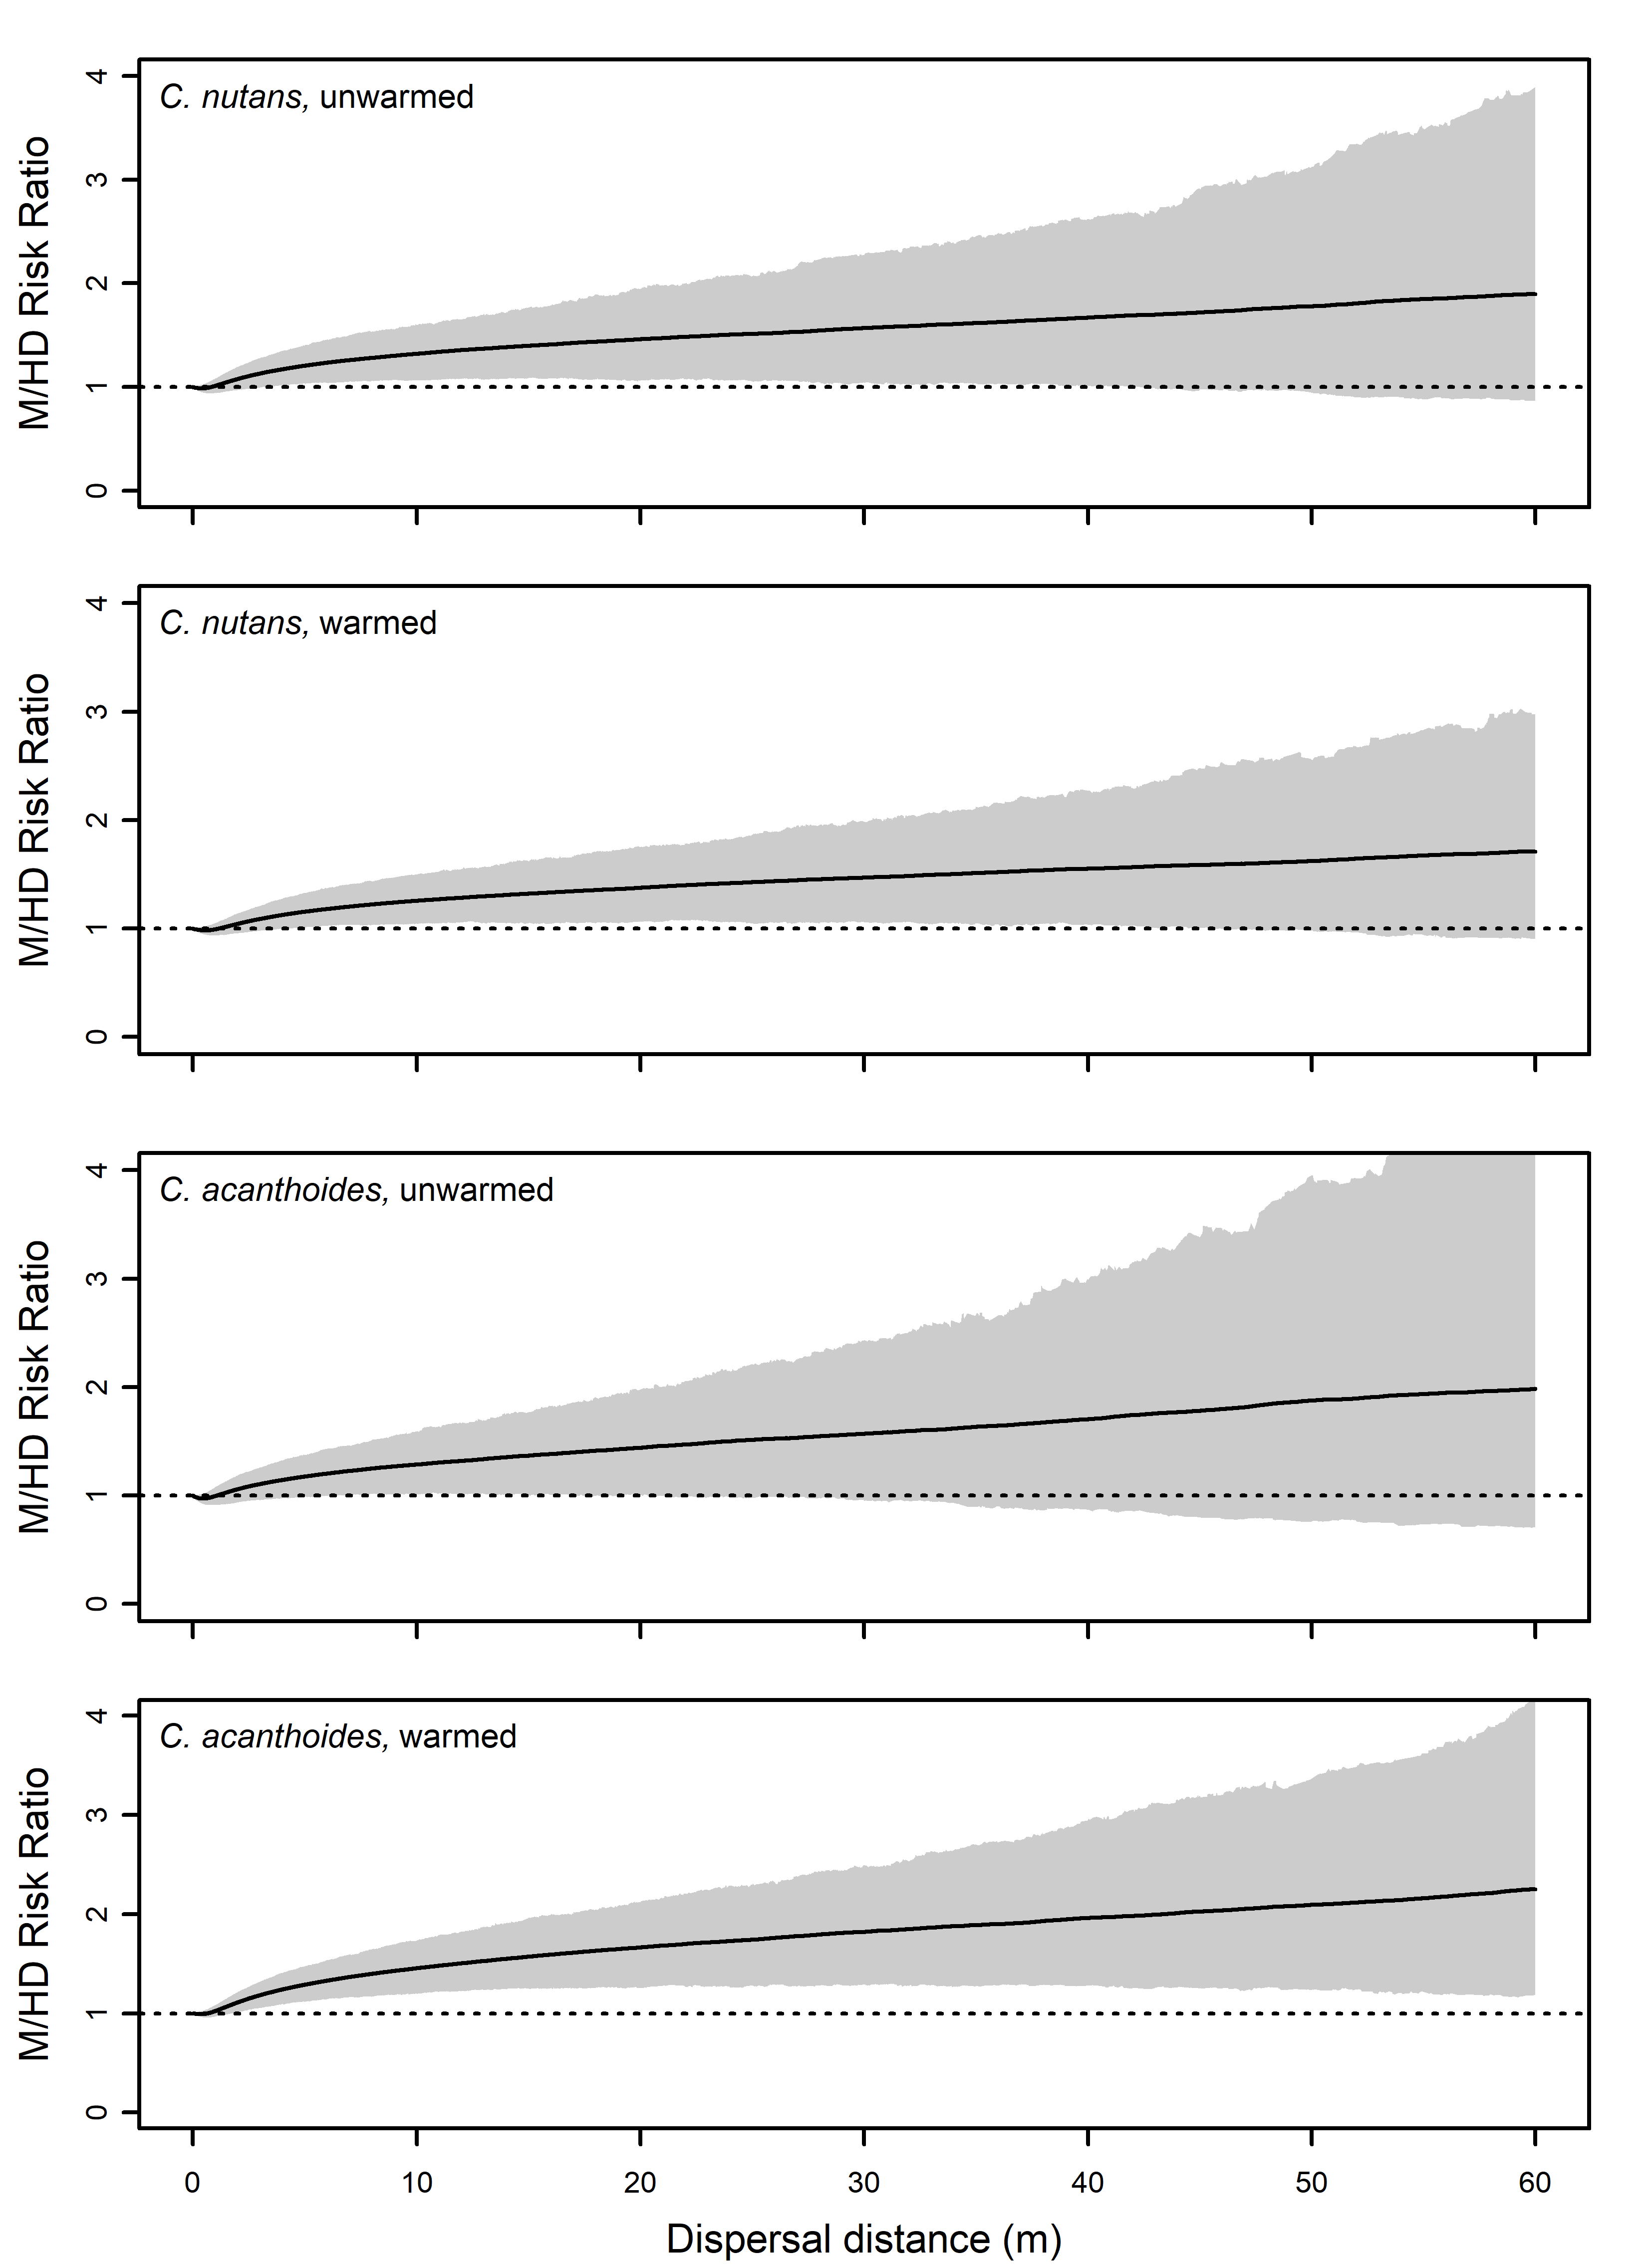 C. nutans, unwarmed
M/HD Risk Ratio
4
3
2
1
0
C. nutans, warmed
M/HD Risk Ratio
4
3
2
1
0
C. acanthoides, unwarmed
M/HD Risk Ratio
4
3
2
1
0
C. acanthoides, warmed
M/HD Risk Ratio
4
3
2
1
0
0 10 20 30 40 50 60
Dispersal distance (m)